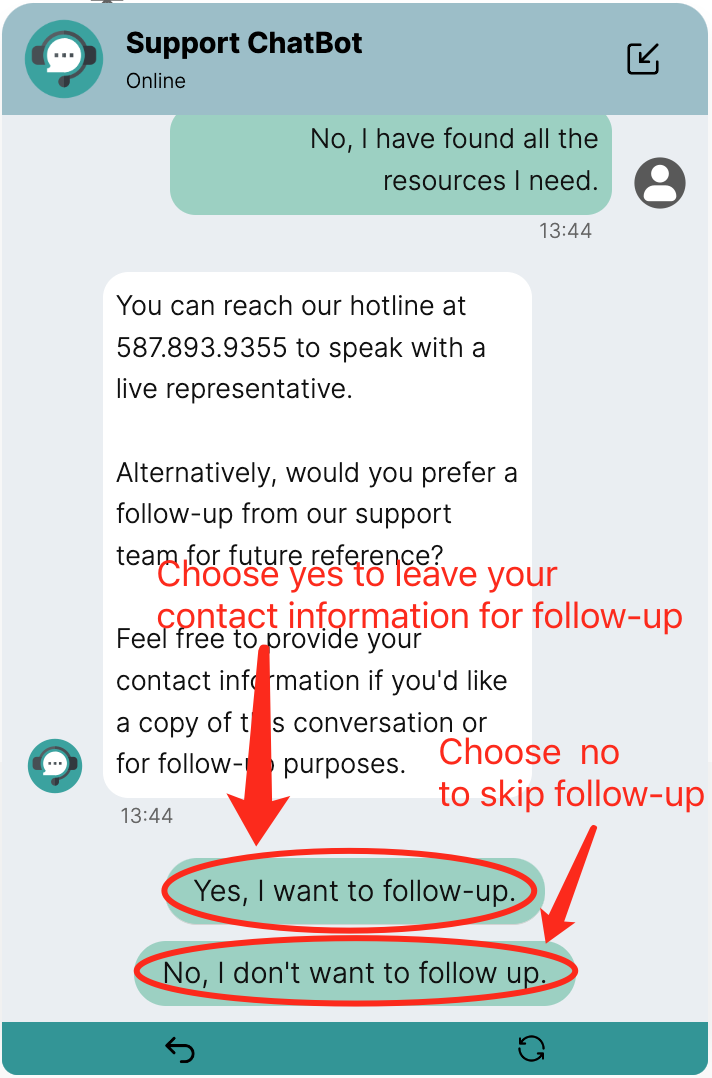 Support ChatBot
Online
No, I have found all the
resources I need.
13:44
You can reach our hotline at
587.893.9355 to speak with a
live representative.
Alternatively, would you prefer a
follow-up from our support
team for future reference?
Choose yes to leave your
contact information for follow-up
Feel free to provide your
contact information if you'd like
a copy of this conversation or
for follow-up purposes.
Choose no
to skip follow-up
13:44
Yes, I want to follow-up.
No, I don't want to follow up.